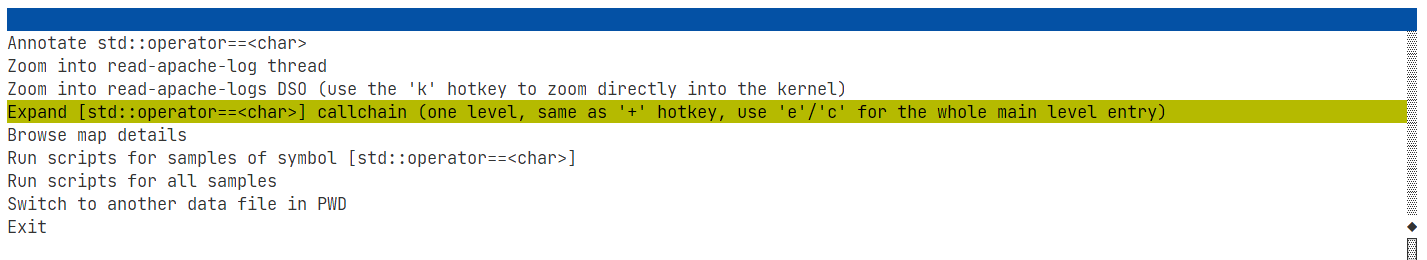 Annotate std::operator==<char>
Zoom into read-apache-log thread
Zoom into read-apache-logs DSO (use the 'k' hotkey to zoom directly into the kernel)
Expand [std::operator==<char>] callchain (one level, same as '+' hotkey, use 'e'/'c' for the whole main level entry)
Browse map details
Run scripts for samples of symbol [std::operator==<char>]
Run scripts for all samples
Switch to another data file in PWD
Exit